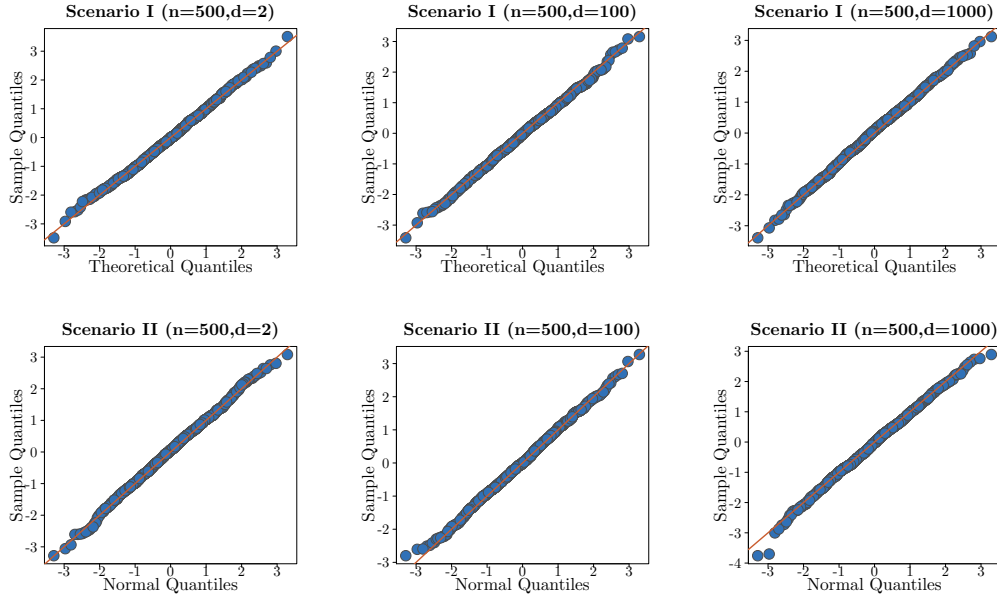 Scenario I (n=500,d=2)
Sample Quantiles
3
2
1
0
-1
-2
-3
-3 -2 -1 0 1 2 3
Theoretical Quantiles
Scenario I (n=500,d=100)
Sample Quantiles
3
2
1
0
-1
-2
-3
-3 -2 -1 0 1 2 3
Theoretical Quantiles
Scenario I (n=500,d=1000)
Sample Quantiles
3
2
1
0
-1
-2
-3
-3 -2 -1 0 1 2 3
Theoretical Quantiles
Scenario II (n=500,d=2)
Sample Quantiles
3
2
1
0
-1
-2
-3
-3 -2 -1 0 1 2 3
Normal Quantiles
Scenario II (n=500,d=100)
Sample Quantiles
3
2
1
0
-1
-2
-3
-3 -2 -1 0 1 2 3
Normal Quantiles
Scenario II (n=500,d=1000)
Sample Quantiles
3
2
1
0
-1
-2
-3
-4
-3 -2 -1 0 1 2 3
Normal Quantiles